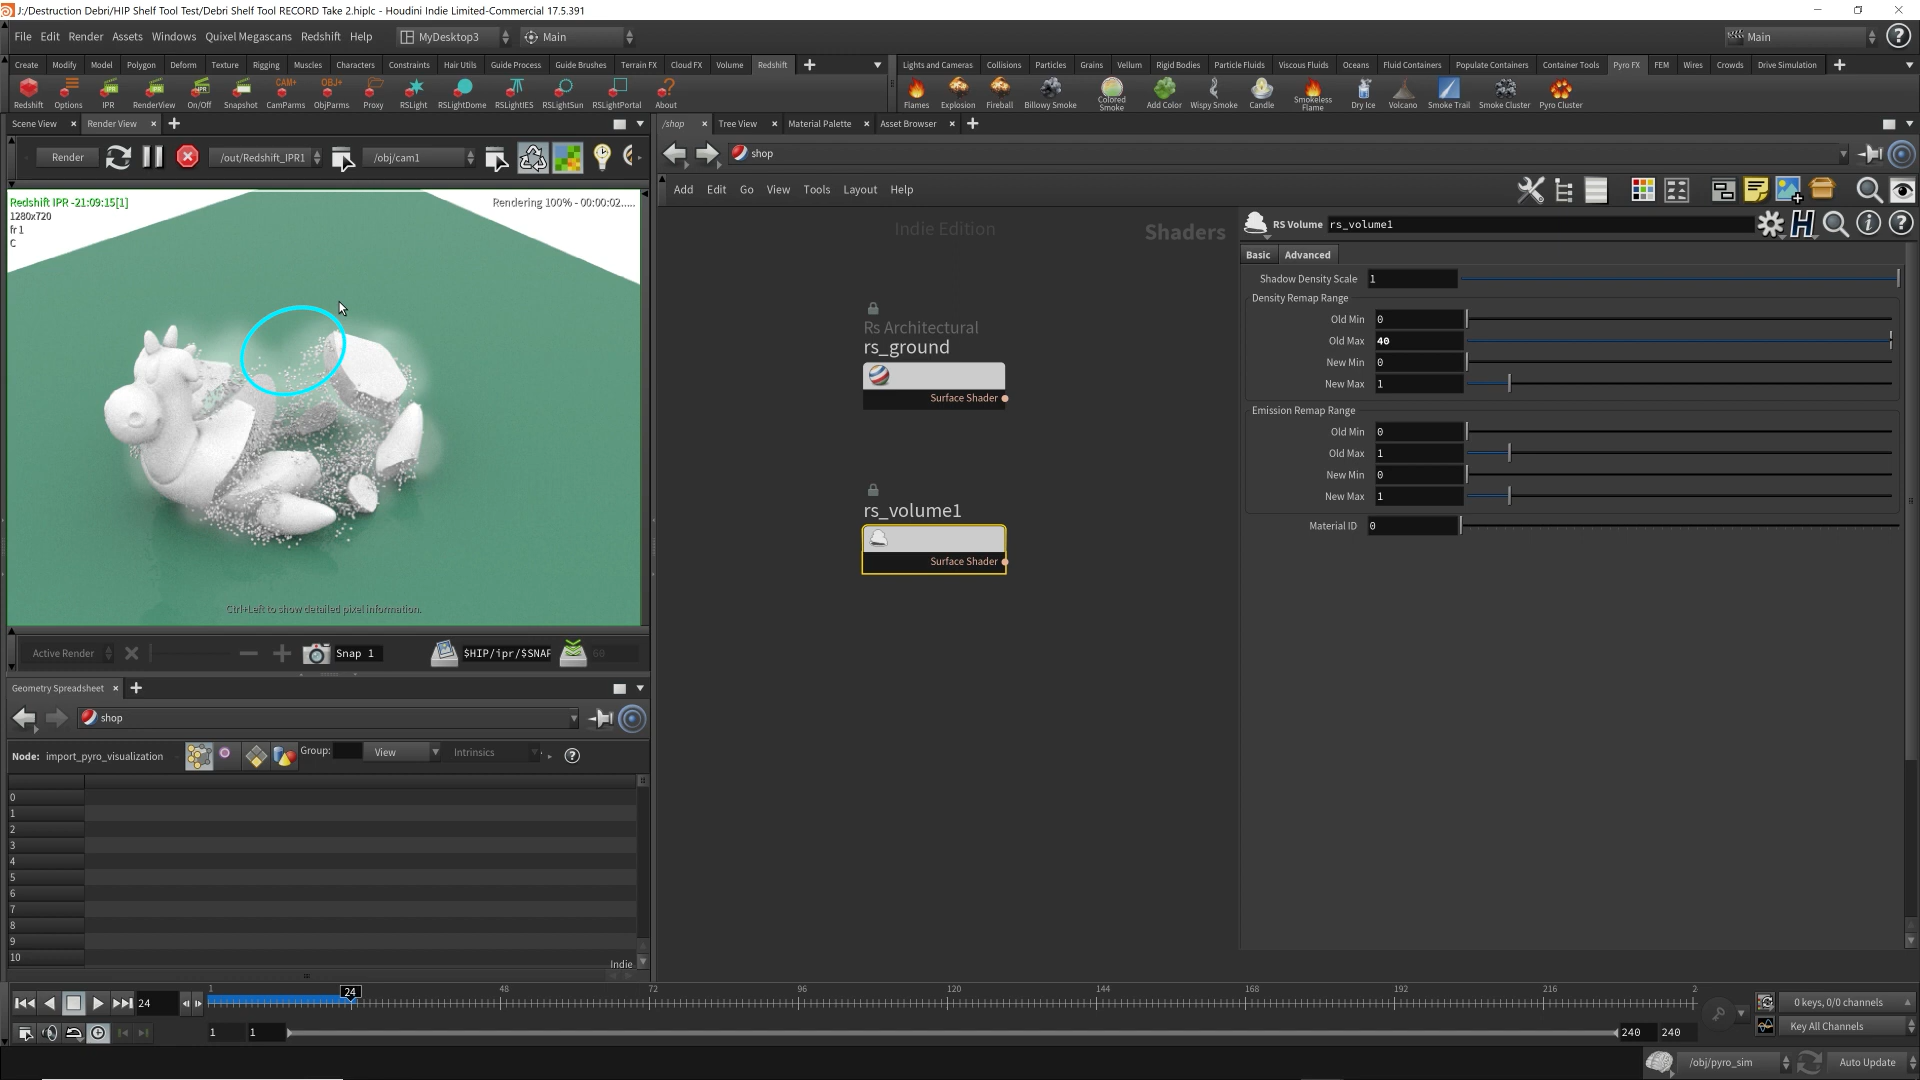 J:/Destruction Debri/HIP Shelf Tool Test/Debri Shelf Tool RECORD Take 2.hiplc - Houdini Indie Limited-Commercial 17.5.391
File Edit Render Assets Windows Quixel Megascans Redshift Help MyDesktop3 Main Main
Create Modify Model Polygon Deform Texture Rigging Muscles Characters Constraints Hair Utils Guide Process Guide Brushes Terrain FX Cloud FX Volume Redshift
Lights and Cameras Collisions Particles Grains Vellum Rigid Bodies Particle Fluids Viscous Fluids Oceans Fluid Containers Populate Containers Container Tools Pyro FX FEM Wires Crowds Drive Simulation
Redshift Options IPR RenderView On/Off Snapshot CamParms ObjParms Proxy RSLight RSLightDome RSLightIES RSLightSun RSLightPortal About
Flames Explosion Fireball Billowy Smoke Colored Smoke Add Color Wispy Smoke Candle Smokeless Flame Dry Ice Volcano Smoke Trail Smoke Cluster Pyro Cluster
Scene View Render View
/shop Tree View Material Palette Asset Browser
Render /out/Redshift_IPR1 /obj/cam1
shop
Add Edit Go View Tools Layout Help
Redshift IPR -21:09:15[1]
Rendering 100% - 00:00:02.....
1280x720
fr 1
C
Ctrl+Left to show detailed pixel information.
Indie Edition
Shaders
Rs Architectural
rs_ground
Surface Shader
rs_volume1
Surface Shader
RS Volume rs_volume1
Basic Advanced
Shadow Density Scale 1
Density Remap Range
Old Min 0
Old Max 40
New Min 0
New Max 1
Emission Remap Range
Old Min 0
Old Max 1
New Min 0
New Max 1
Material ID 0
Active Render Snap 1 $HIP/ipr/$SNAP 60
Geometry Spreadsheet
shop
Node: import_pyro_visualization Group: View Intrinsics
0
1
2
3
4
5
6
7
8
9
10
Indie
24 1 24 48 72 96 120 144 168 192 216 2
0 keys, 0/0 channels
1 1 240 240
Key All Channels
/obj/pyro_sim Auto Update